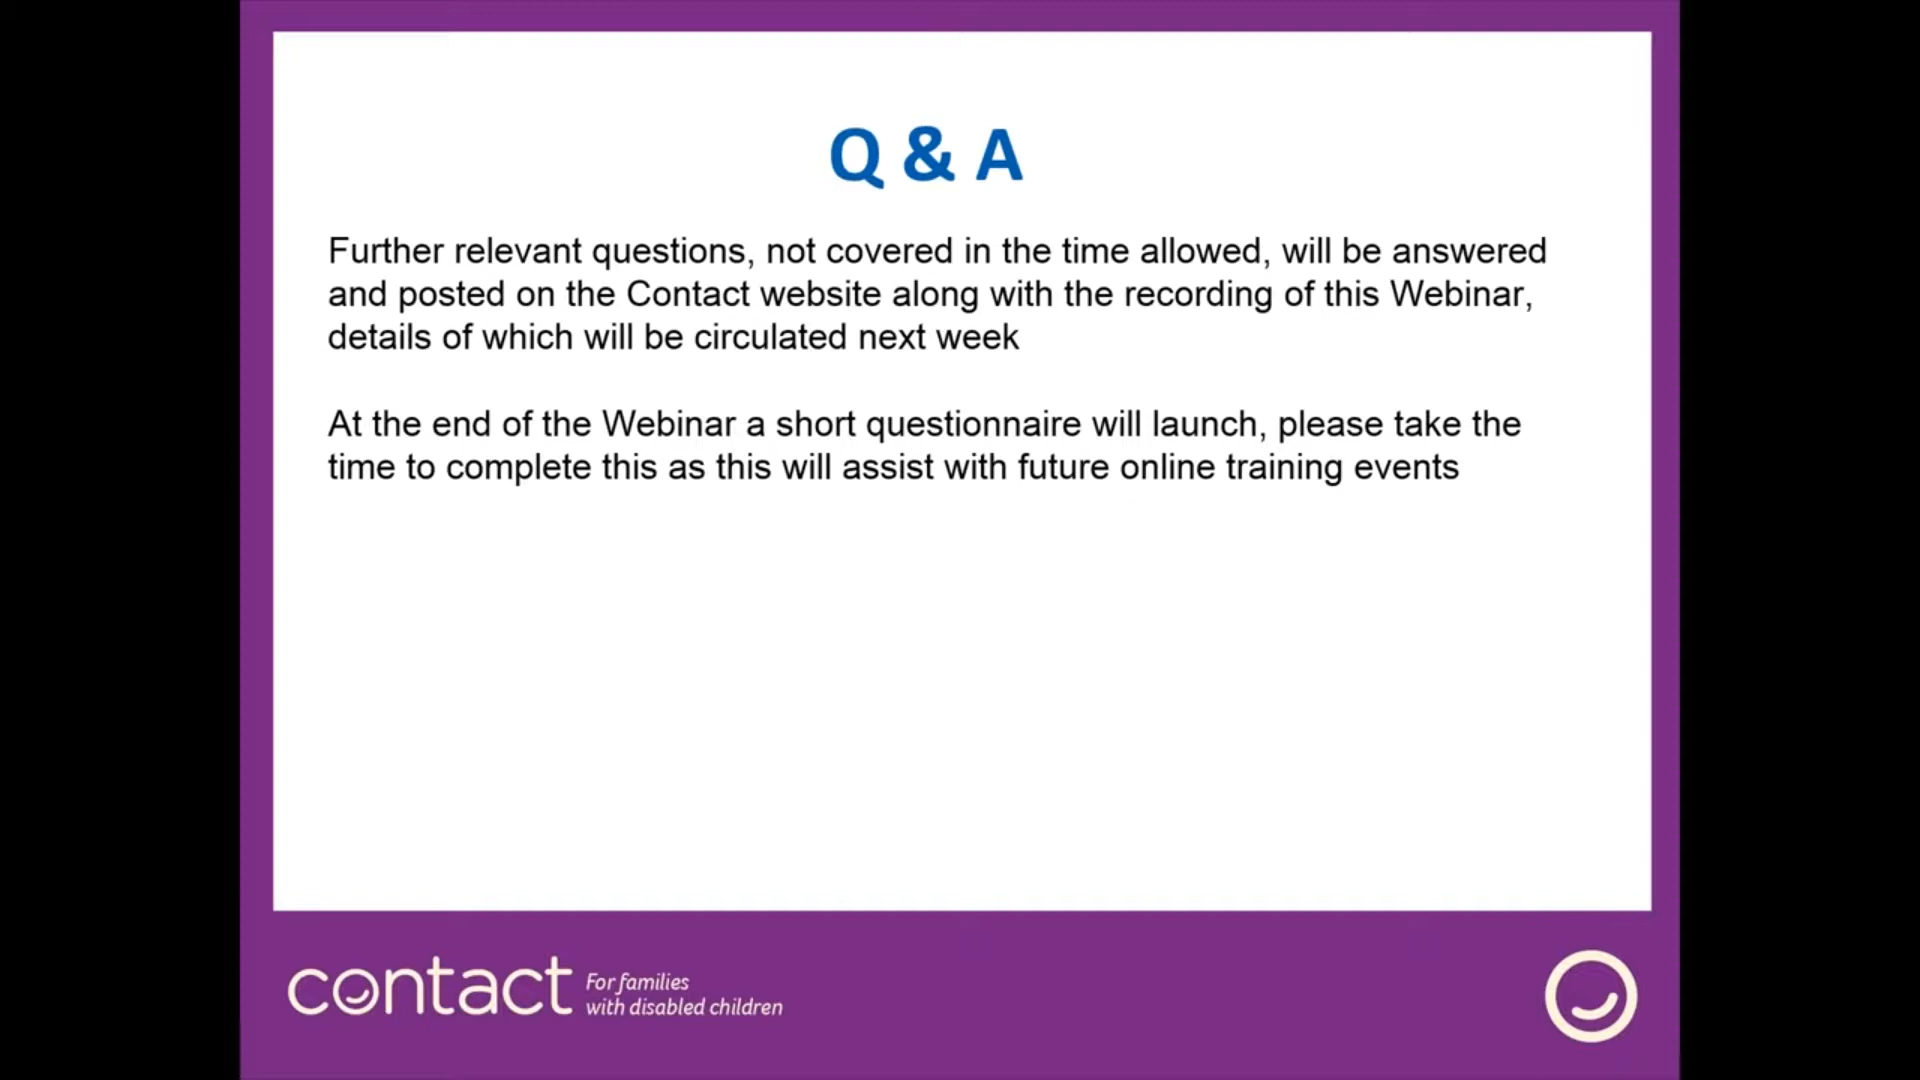 Q & A
Further relevant questions, not covered in the time allowed, will be answered
and posted on the Contact website along with the recording of this Webinar,
details of which will be circulated next week
At the end of the Webinar a short questionnaire will launch, please take the
time to complete this as this will assist with future online training events
contact
For families
with disabled children